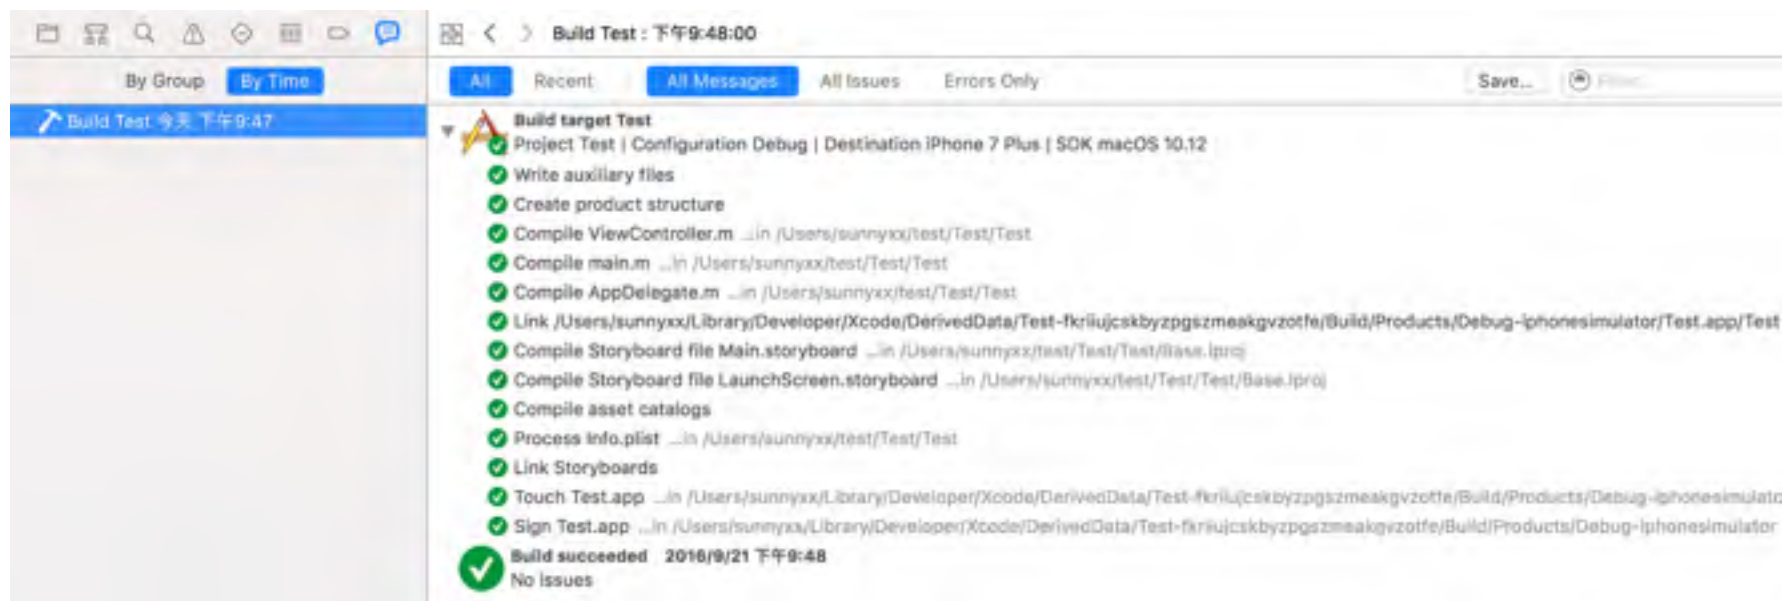 Build Test : 下午9:48:00
By Group By Time
All Recent All Messages All Issues Errors Only Save...
Build Test 今天 下午9:47
Build target Test
Project Test | Configuration Debug | Destination iPhone 7 Plus | SDK macOS 10.12
Write auxiliary files
Create product structure
Compile ViewController.m ...in /Users/sunnyxx/test/Test/Test
Compile main.m ...in /Users/sunnyxx/test/Test/Test
Compile AppDelegate.m ...in /Users/sunnyxx/test/Test/Test
Link /Users/sunnyxx/Library/Developer/Xcode/DerivedData/Test-fkriiujcskbyzpgszmeakgvzotfe/Build/Products/Debug-iphonesimulator/Test.app/Test
Compile Storyboard file Main.storyboard ...in /Users/sunnyxx/test/Test/Test/Base.lproj
Compile Storyboard file LaunchScreen.storyboard ...in /Users/sunnyxx/test/Test/Test/Base.lproj
Compile asset catalogs
Process Info.plist ...in /Users/sunnyxx/test/Test/Test
Link Storyboards
Touch Test.app ...in /Users/sunnyxx/Library/Developer/Xcode/DerivedData/Test-fkriiujcskbyzpgszmeakgvzotfe/Build/Products/Debug-iphonesimulato
Sign Test.app ...in /Users/sunnyxx/Library/Developer/Xcode/DerivedData/Test-fkriiujcskbyzpgszmeakgvzotfe/Build/Products/Debug-iphonesimulator
Build succeeded 2016/9/21 下午9:48
No issues